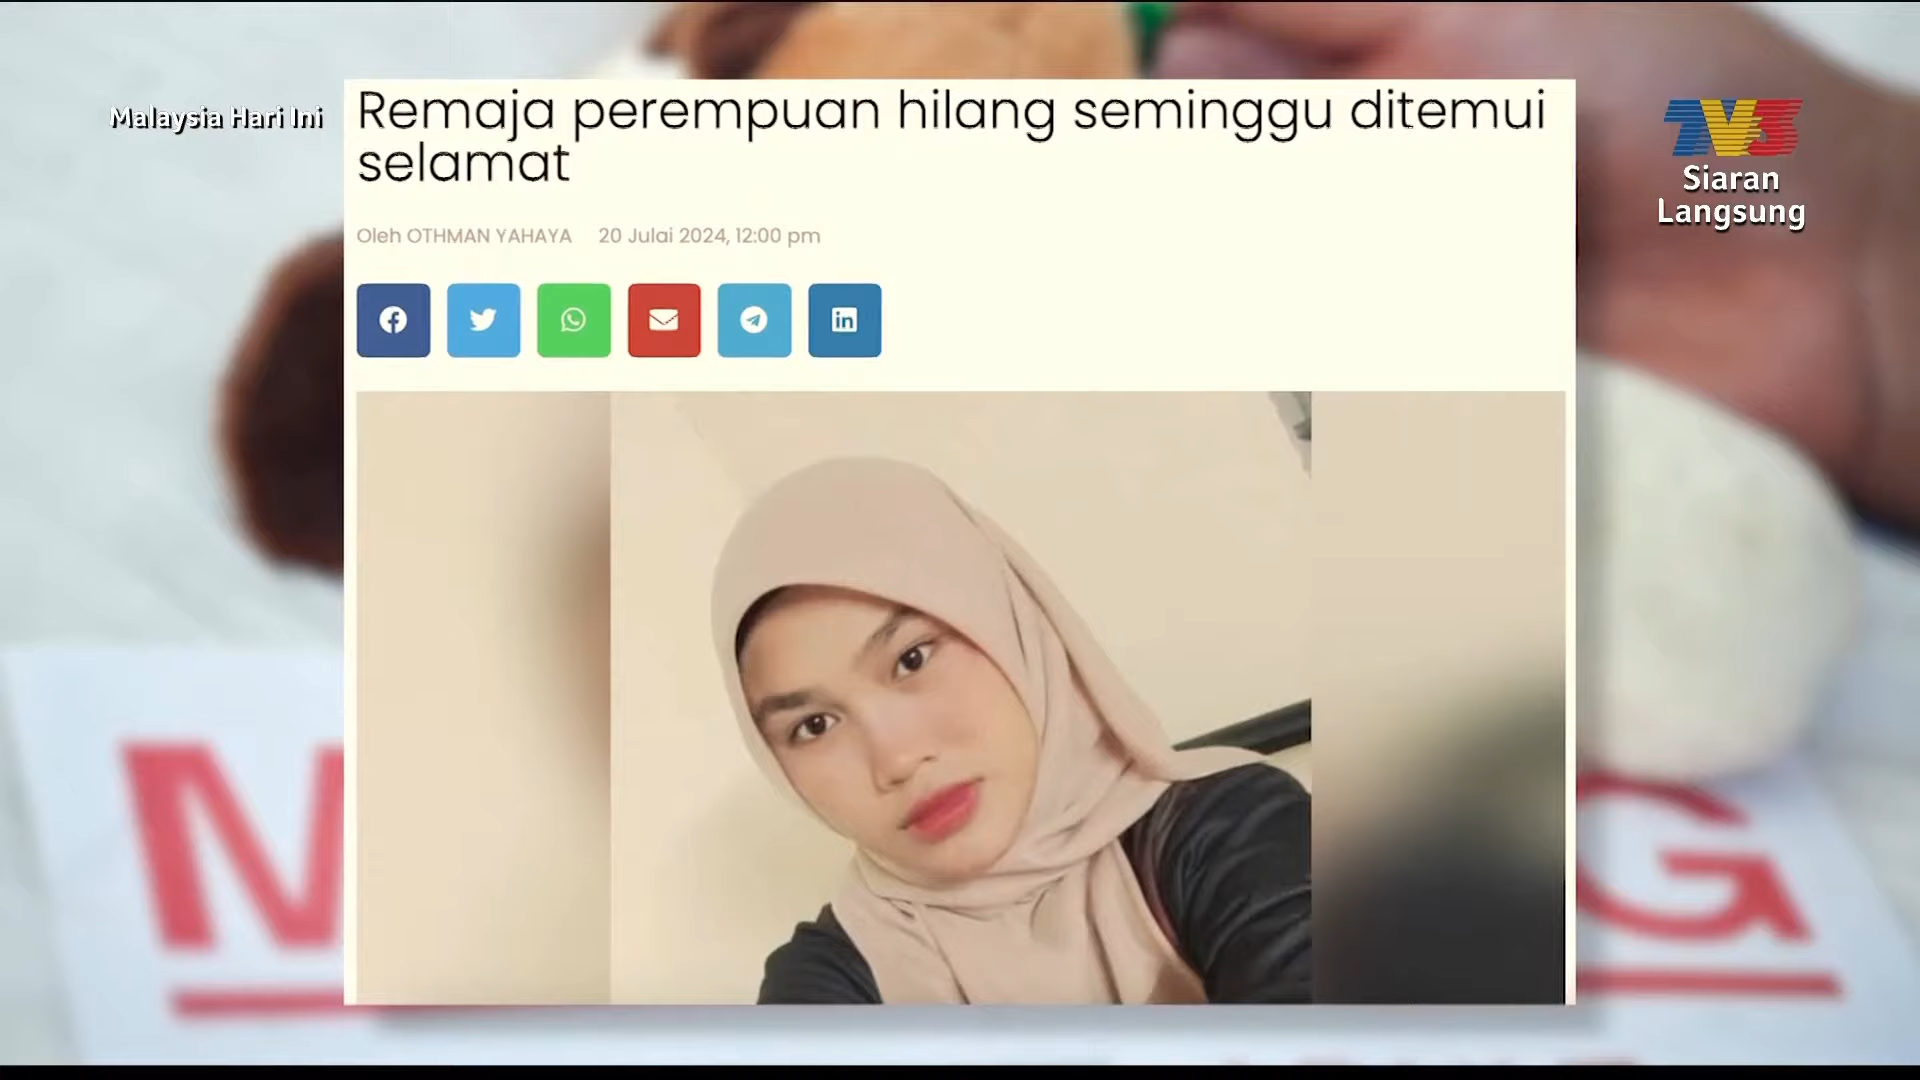 Malaysia Hari Ini
Remaja perempuan hilang seminggu ditemui
selamat
Oleh OTHMAN YAHAYA 20 Julai 2024, 12:00 pm
TV3
Siaran
Langsung